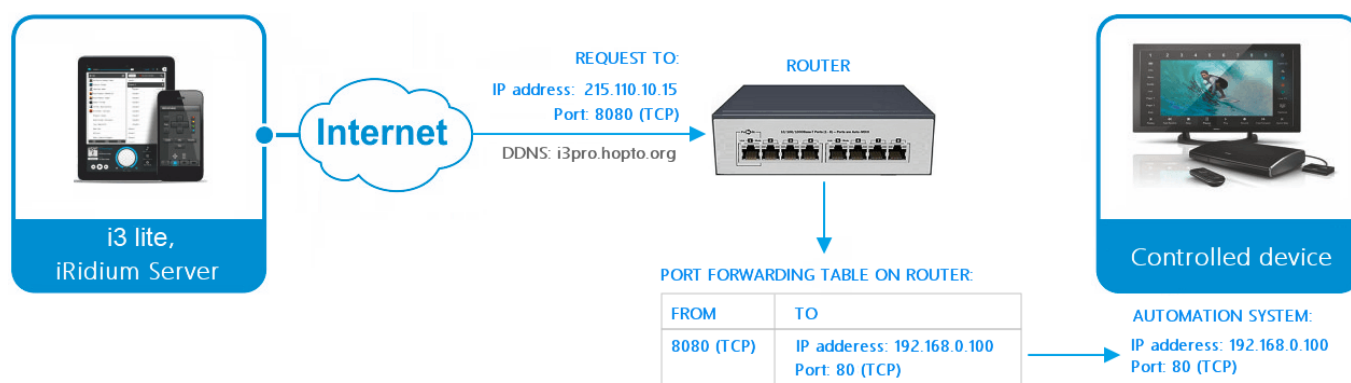 i3 lite,
iRidium Server
Internet
REQUEST TO:
IP address: 215.110.10.15
Port: 8080 (TCP)
DDNS: i3pro.hopto.org
ROUTER
PORT FORWARDING TABLE ON ROUTER:
FROM TO
8080 (TCP) IP adderess: 192.168.0.100
Port: 80 (TCP)
Controlled device
AUTOMATION SYSTEM:
IP adderess: 192.168.0.100
Port: 80 (TCP)